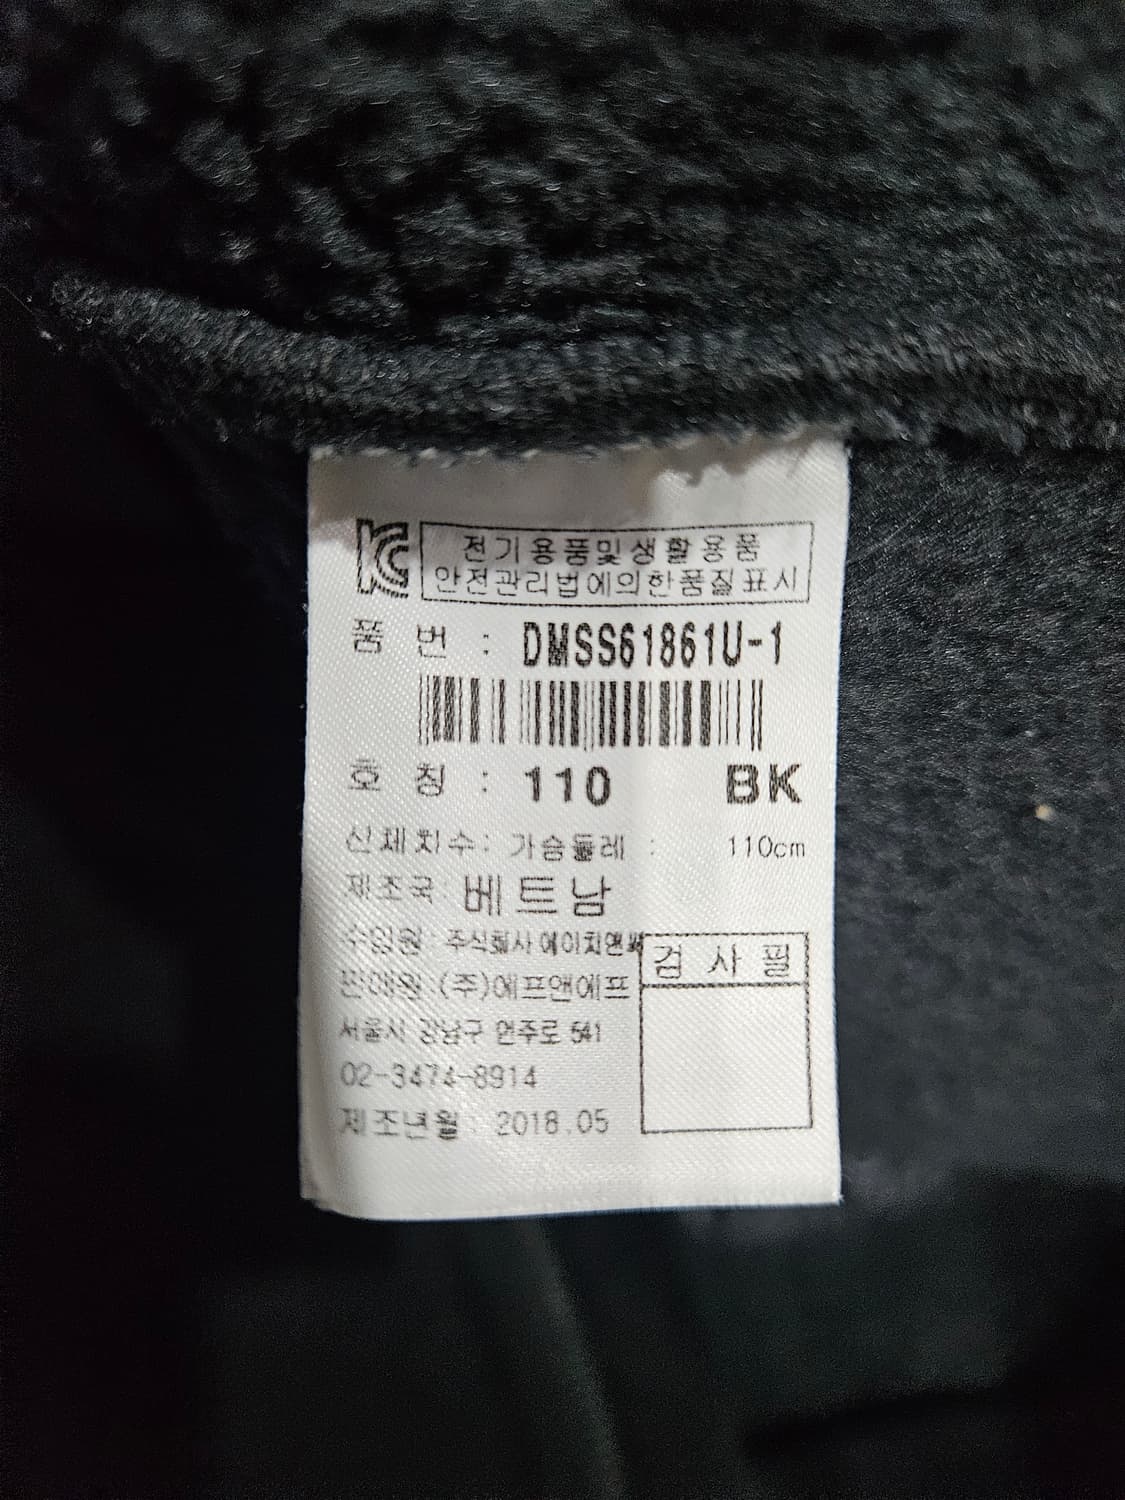 KC 전기용품및생활용품
안전관리법에의한품질표시
품 번 : DMSS61861U-1
호 칭 : 110 BK
신체치수: 가슴둘레 : 110cm
제조국: 베트남
수입원: 주식회사 에이치앤
검 사 필
판매원 (주)에프앤에프
서울시 강남구 언주로 541
02-3474-8914
제조년월: 2018.05